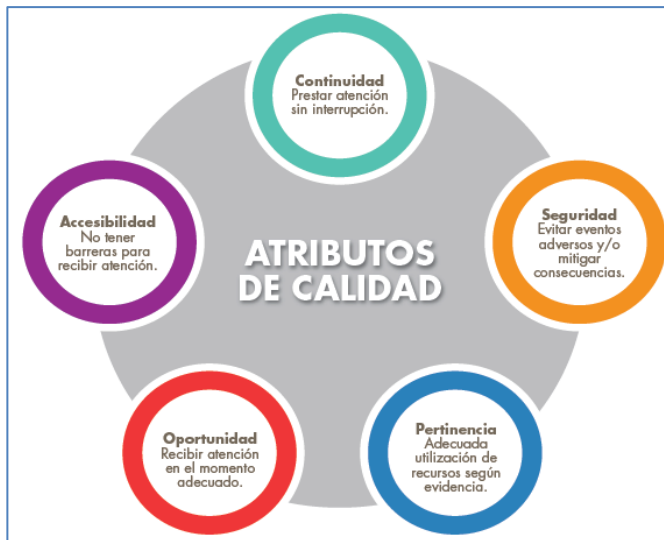 Continuidad
Prestar atención
sin interrupción.
Accesibilidad
No tener
barreras para
recibir atención.
Seguridad
Evitar eventos
adversos y/o
mitigar
consecuencias.
ATRIBUTOS
DE CALIDAD
Oportunidad
Recibir atención
en el momento
adecuado.
Pertinencia
Adecuada
utilización de
recursos según
evidencia.